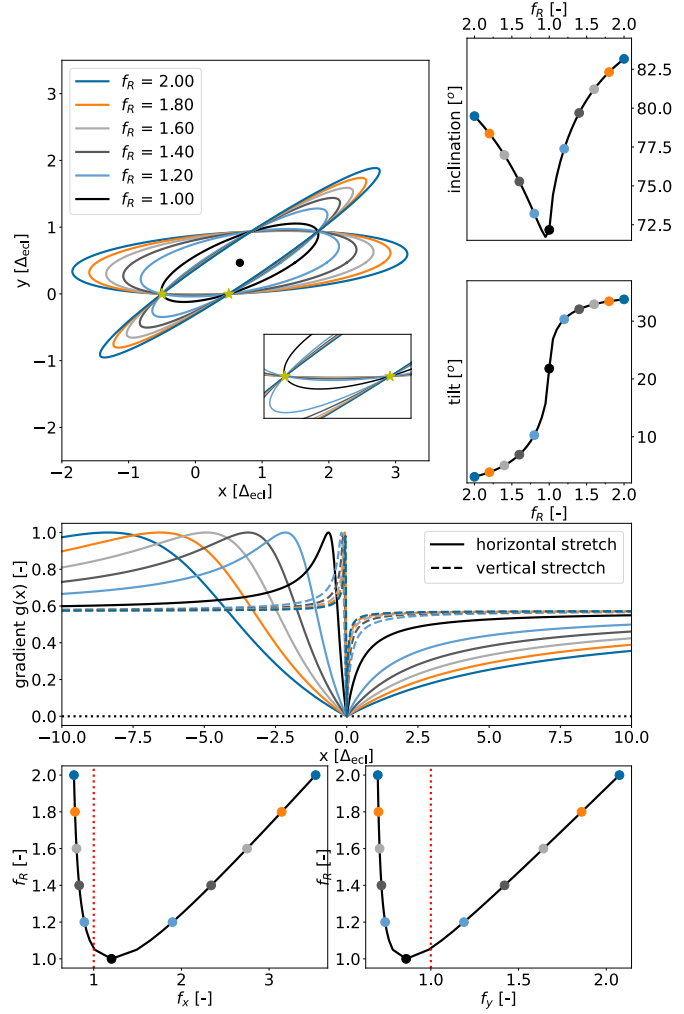 f_R = 2.00
f_R = 1.80
f_R = 1.60
f_R = 1.40
f_R = 1.20
f_R = 1.00
3
2
1
0
−1
−2
y [Δ_ecl]
−2 −1 0 1 2 3
x [Δ_ecl]
f_R [-]
2.0 1.5 1.0 1.5 2.0
82.5
80.0
77.5
75.0
72.5
inclination [°]
30
20
10
tilt [°]
2.0 1.5 1.0 1.5 2.0
f_R [-]
horizontal stretch
vertical strectch
1.0
0.8
0.6
0.4
0.2
0.0
gradient g(x) [-]
−10.0 −7.5 −5.0 −2.5 0.0 2.5 5.0 7.5 10.0
x [Δ_ecl]
2.0
1.8
1.6
1.4
1.2
1.0
f_R [-]
1 2 3
f_x [-]
2.0
1.8
1.6
1.4
1.2
1.0
f_R [-]
1.0 1.5 2.0
f_y [-]